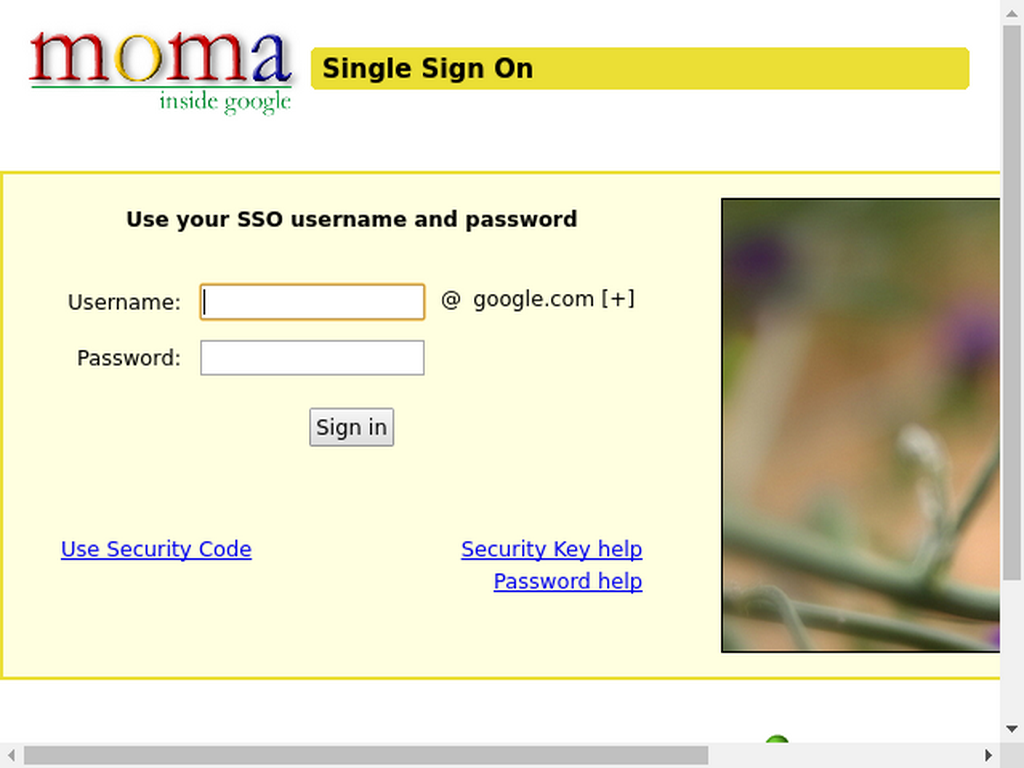 moma
inside google
Single Sign On
Use your SSO username and password
Username:
@ google.com [+]
Password:
Sign in
Use Security Code
Security Key help
Password help